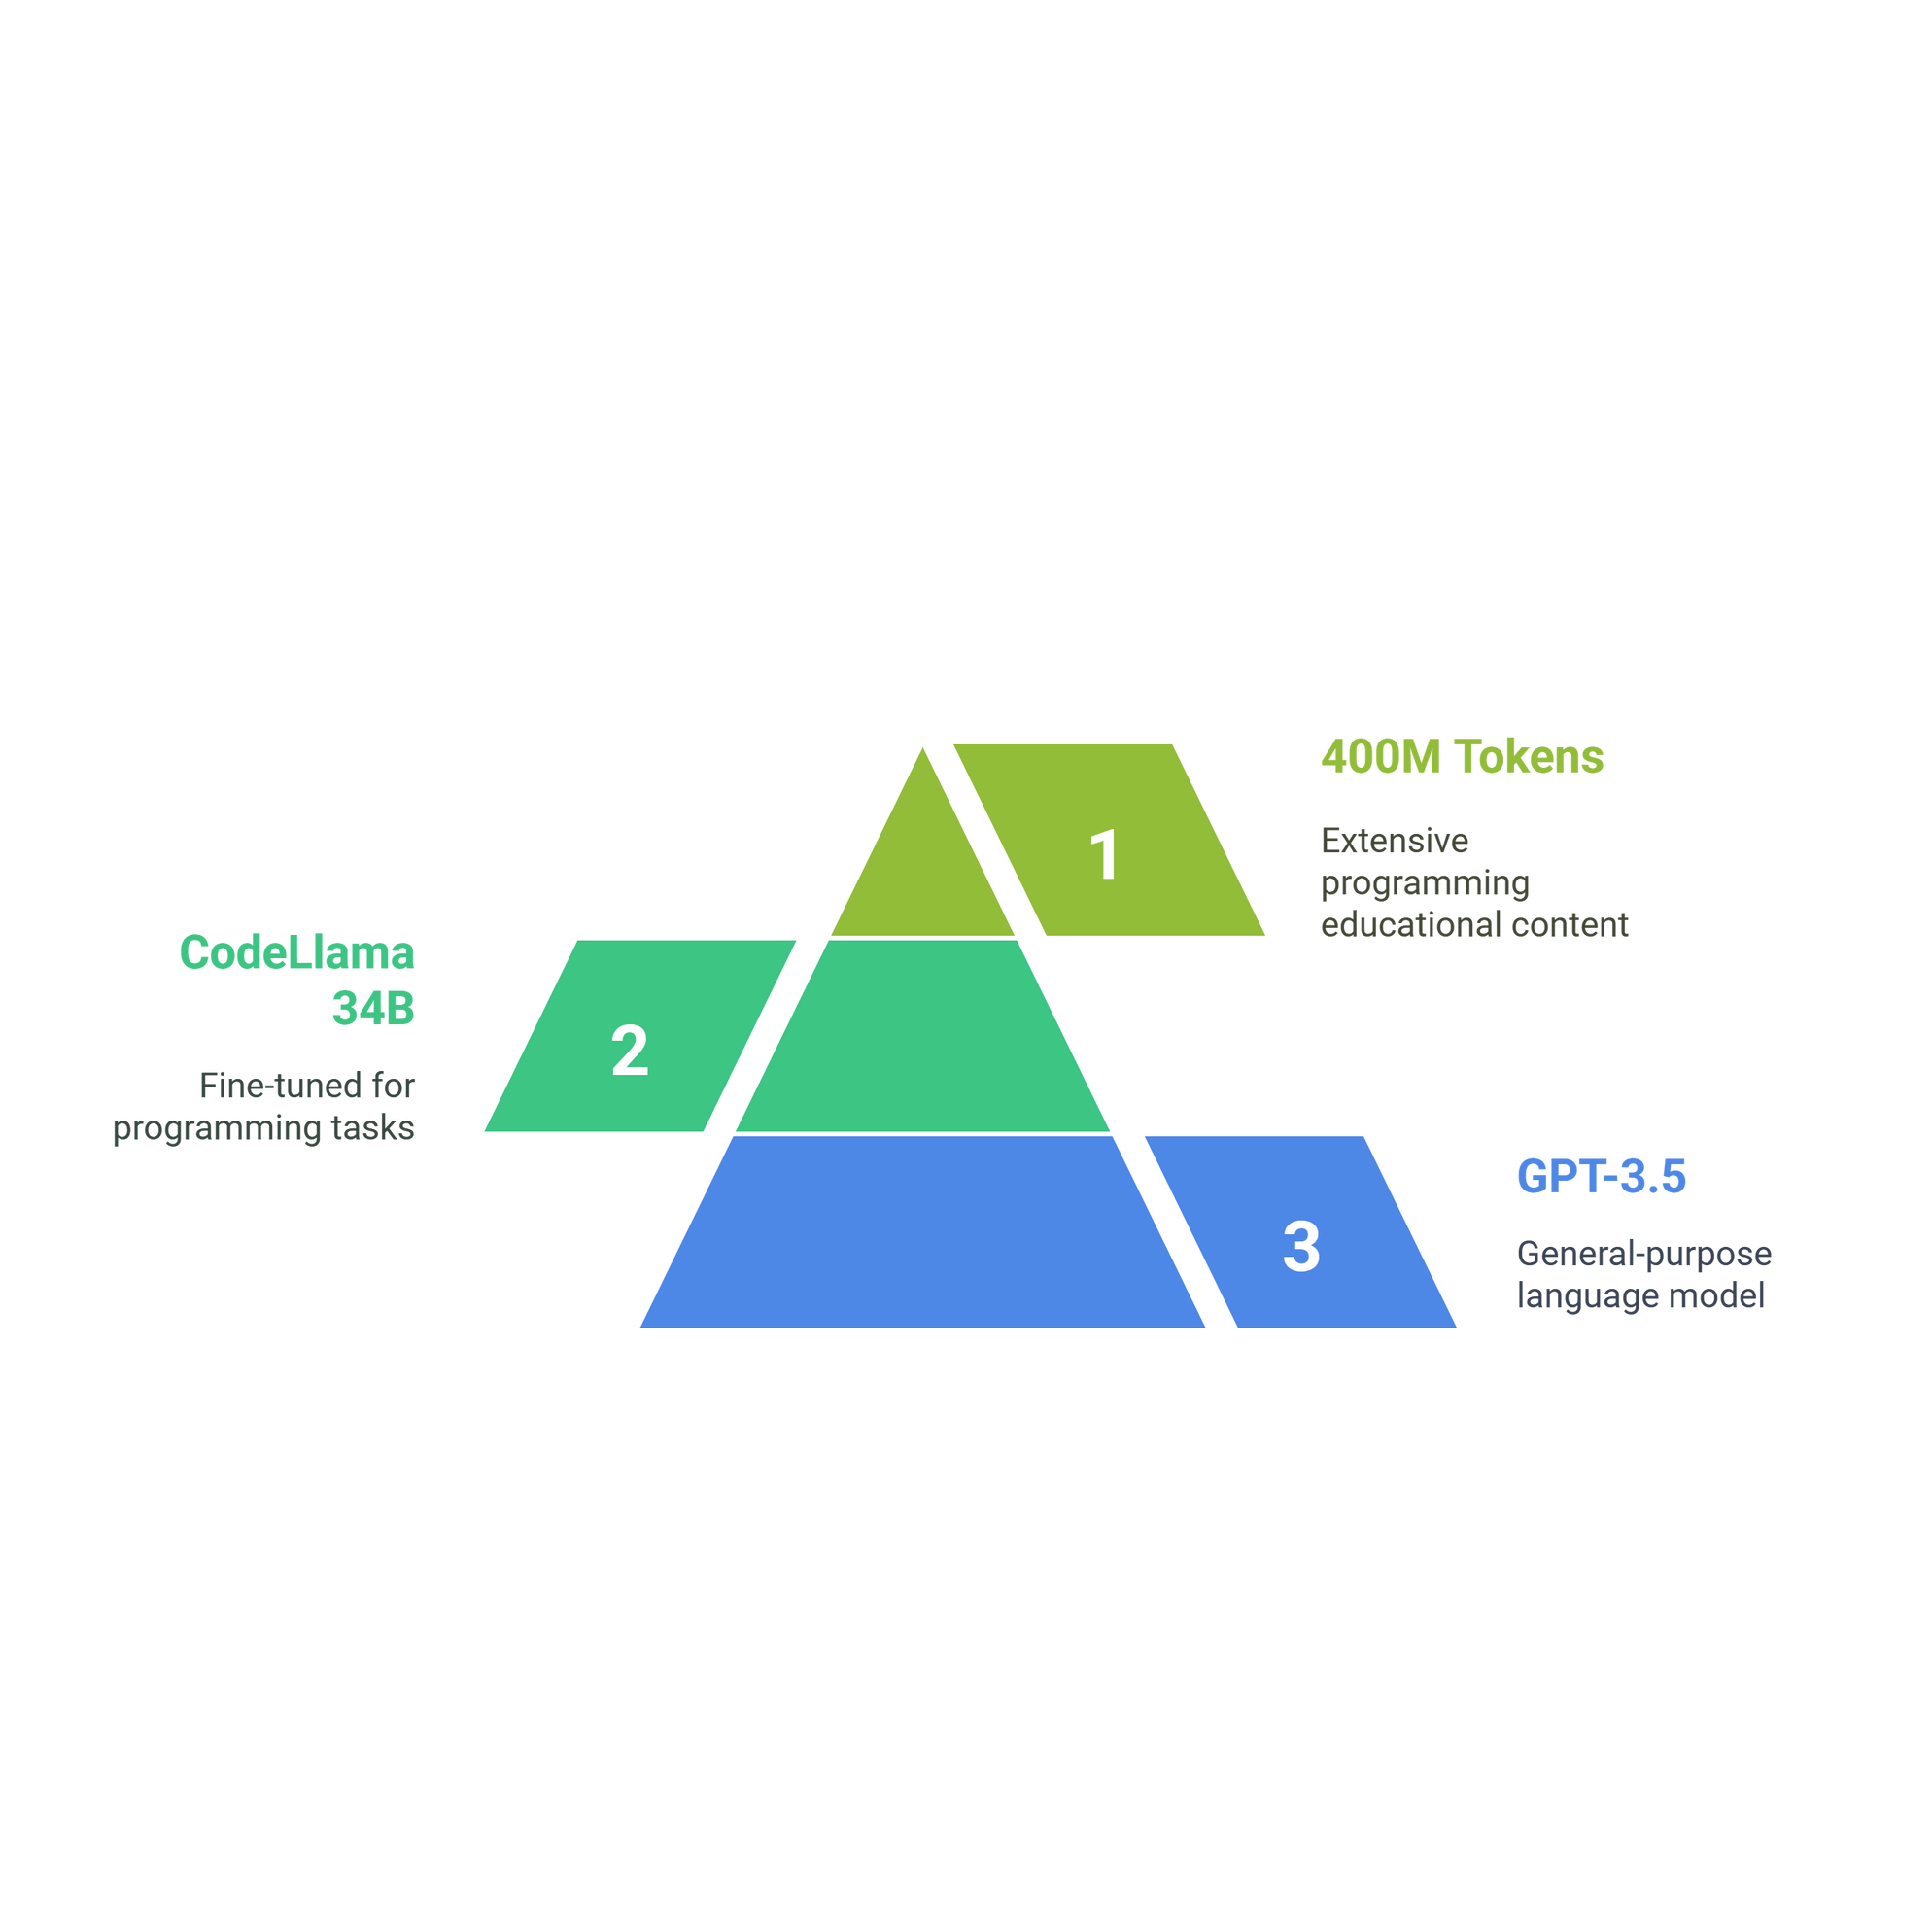 400M Tokens
1
Extensive
programming
educational content
CodeLlama
34B
2
Fine-tuned for
programming tasks
GPT-3.5
3
General-purpose
language model